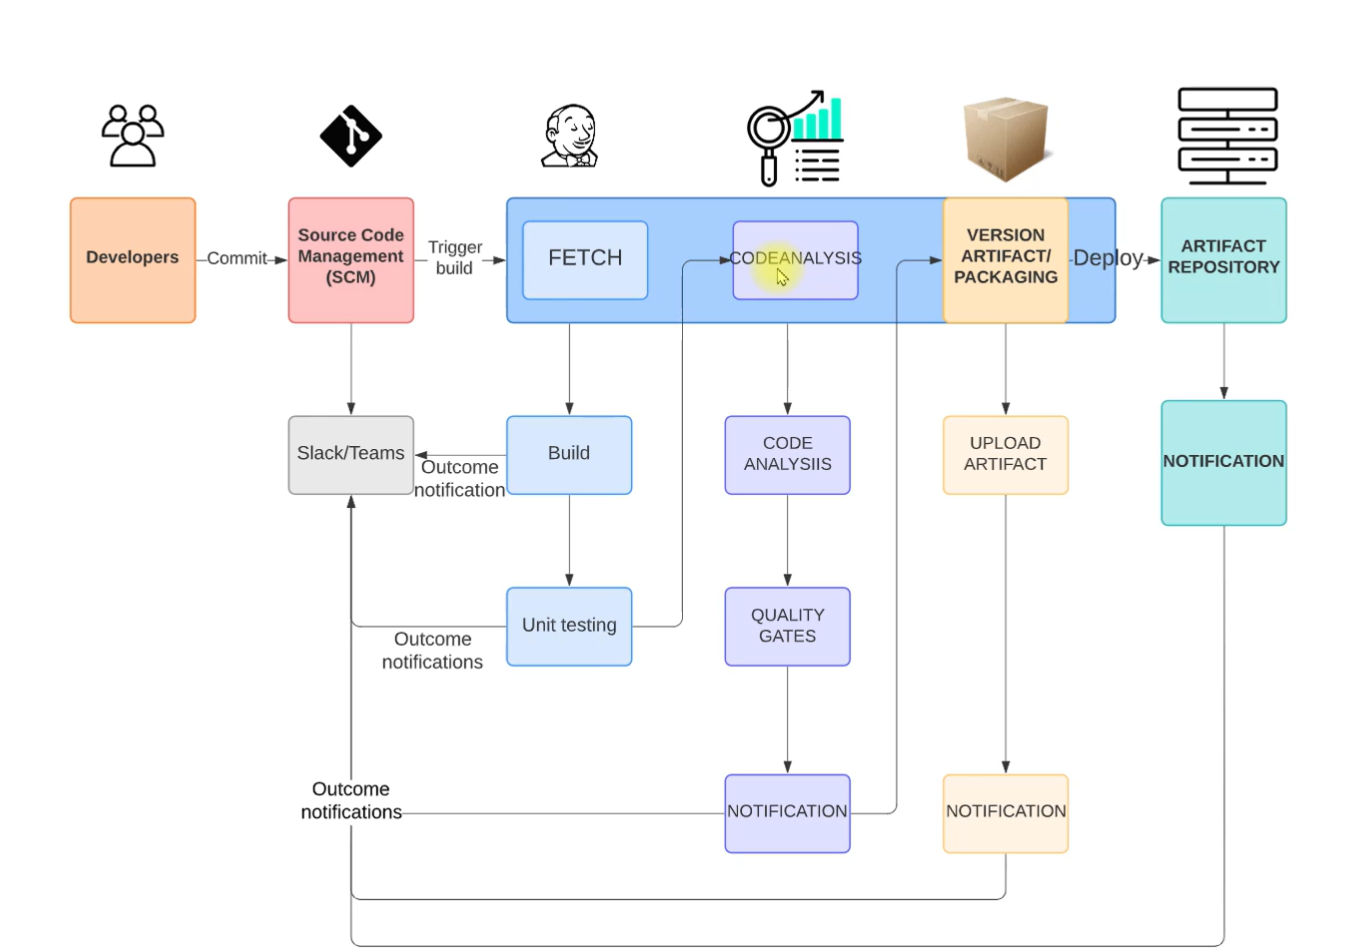 Developers
Commit
Source Code
Management
(SCM)
Trigger
build
FETCH
CODEANALYSIS
VERSION
ARTIFACT/
PACKAGING
Deploy
ARTIFACT
REPOSITORY
Slack/Teams
Outcome
notification
Build
CODE
ANALYSIIS
UPLOAD
ARTIFACT
NOTIFICATION
Outcome
notifications
Unit testing
QUALITY
GATES
Outcome
notifications
NOTIFICATION
NOTIFICATION